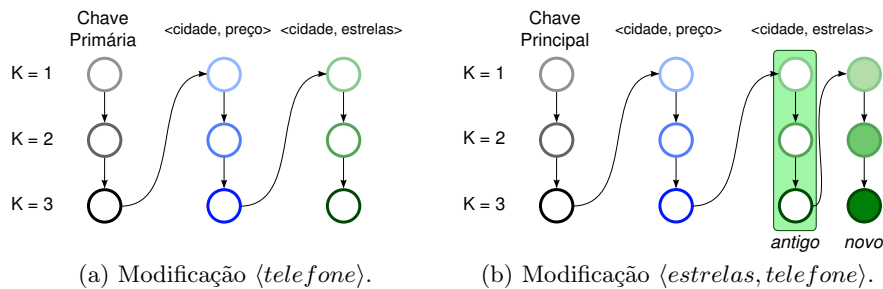 Chave
Primária
<cidade, preço>
<cidade, estrelas>
K = 1
K = 2
K = 3
(a) Modificação ⟨telefone⟩.
Chave
Principal
<cidade, preço>
<cidade, estrelas>
K = 1
K = 2
K = 3
antigo
novo
(b) Modificação ⟨estrelas, telefone⟩.